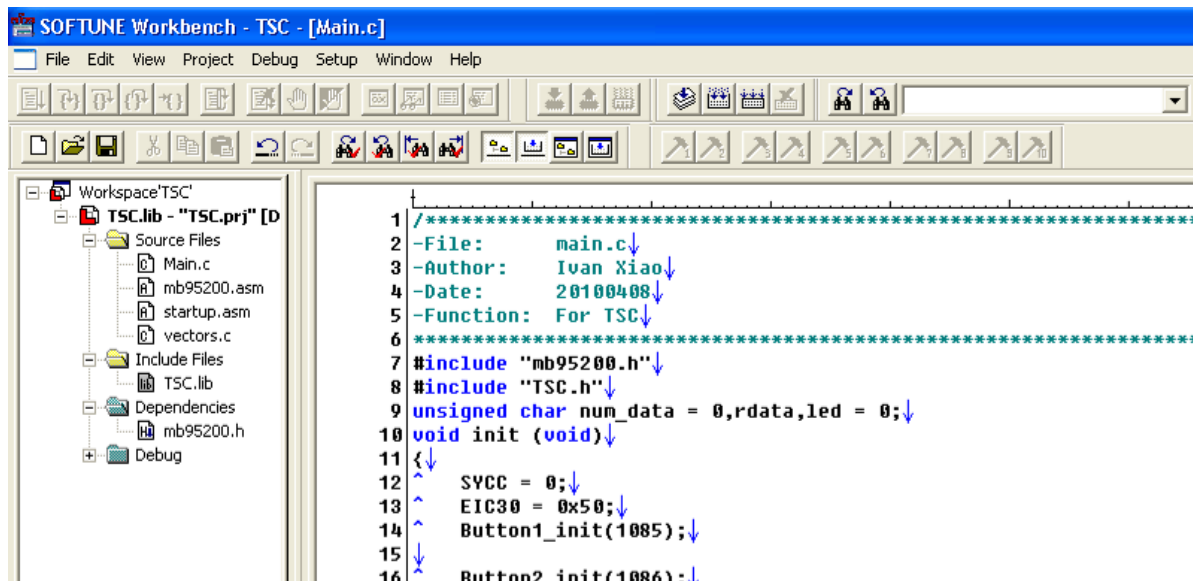 SOFTUNE Workbench - TSC - [Main.c]
File Edit View Project Debug Setup Window Help
Workspace'TSC'
TSC.lib - "TSC.prj" [D
Source Files
Main.c
mb95200.asm
startup.asm
vectors.c
Include Files
TSC.lib
Dependencies
mb95200.h
Debug
1 /*****************************************************************
2 -File: main.c↓
3 -Author: Ivan Xiao↓
4 -Date: 20100408↓
5 -Function: For TSC↓
6 ******************************************************************
7 #include "mb95200.h"↓
8 #include "TSC.h"↓
9 unsigned char num_data = 0,rdata,led = 0;↓
10 void init (void)↓
11 {↓
12 ^ SYCC = 0;↓
13 ^ EIC30 = 0x50;↓
14 ^ Button1_init(1085);↓
15 ↓
16 ^ Button2_init(1086);↓